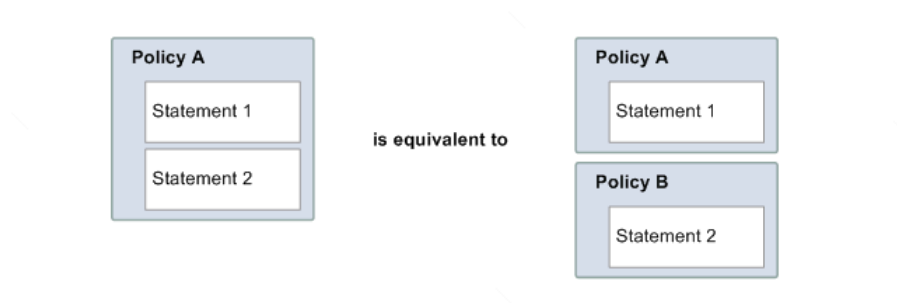 Policy A
Statement 1
Statement 2
is equivalent to
Policy A
Statement 1
Policy B
Statement 2